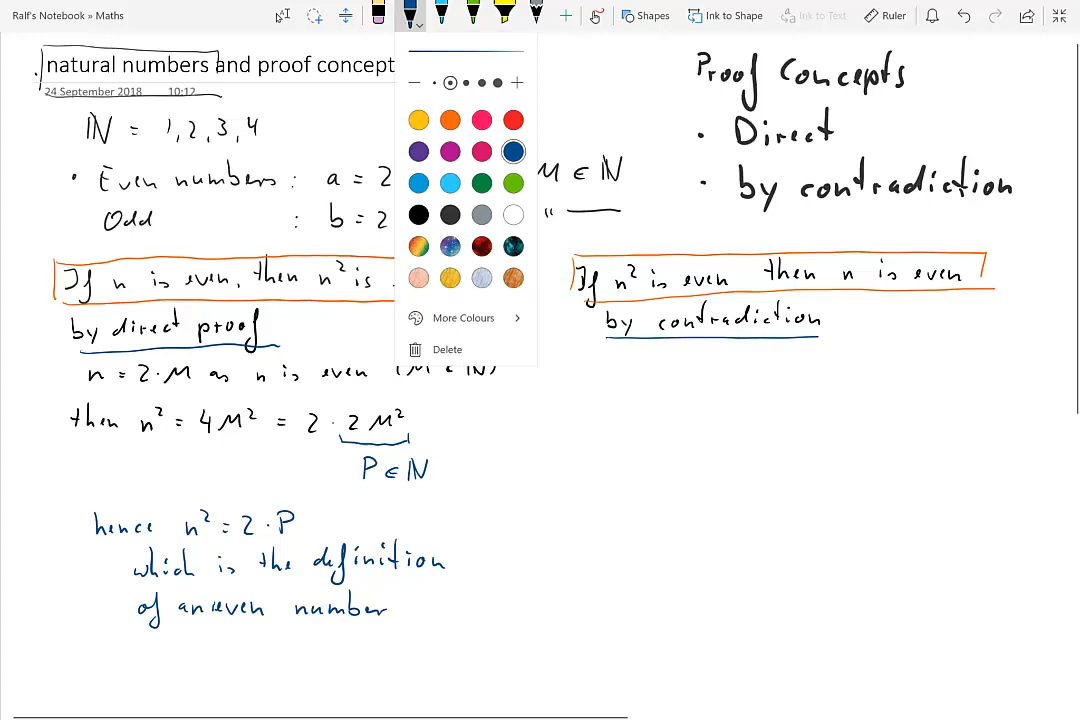 Ralf's Notebook » Maths
Shapes
Ink to Shape
Ink to Text
Ruler
natural numbers and proof concept
24 September 2018 10:12
ℕ = 1, 2, 3, 4
• Even numbers : a = 2 M ∈ ℕ
Odd : b = 2 " —
If n is even, then n² is
by direct proof
n = 2 · M as n is even (M ∈ ℕ)
then n² = 4M² = 2 · 2M²
P ∈ ℕ
hence n² = 2 · P
which is the definition
of an even number
More Colours
Delete
Proof Concepts
• Direct
• by contradiction
If n² is even then n is even
by contradiction